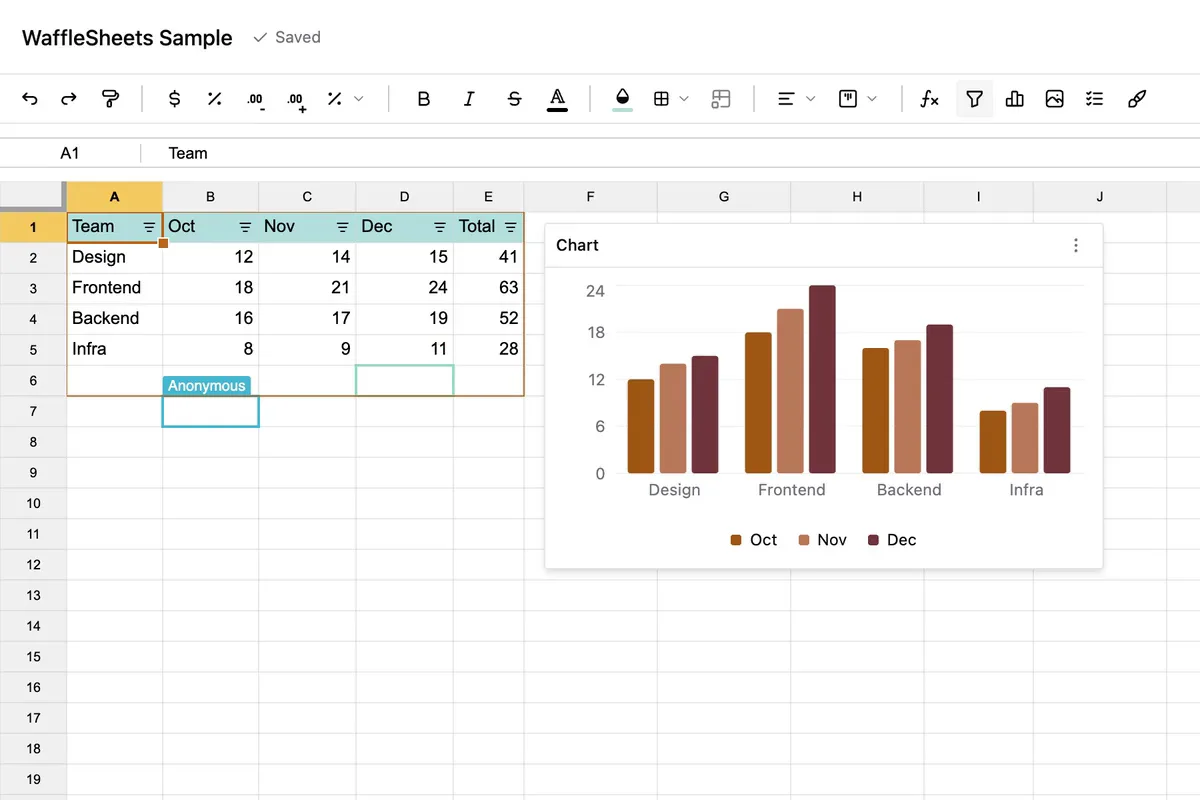 WaffleSheets Sample Saved
$ % .00 .00 % B I S A fx
A1 Team
A B C D E F G H I J
1 Team Oct Nov Dec Total
2 Design 12 14 15 41
3 Frontend 18 21 24 63
4 Backend 16 17 19 52
5 Infra 8 9 11 28
6
Anonymous
7
8
9
10
11
12
13
14
15
16
17
18
19
Chart
24
18
12
6
0
Design Frontend Backend Infra
Oct Nov Dec